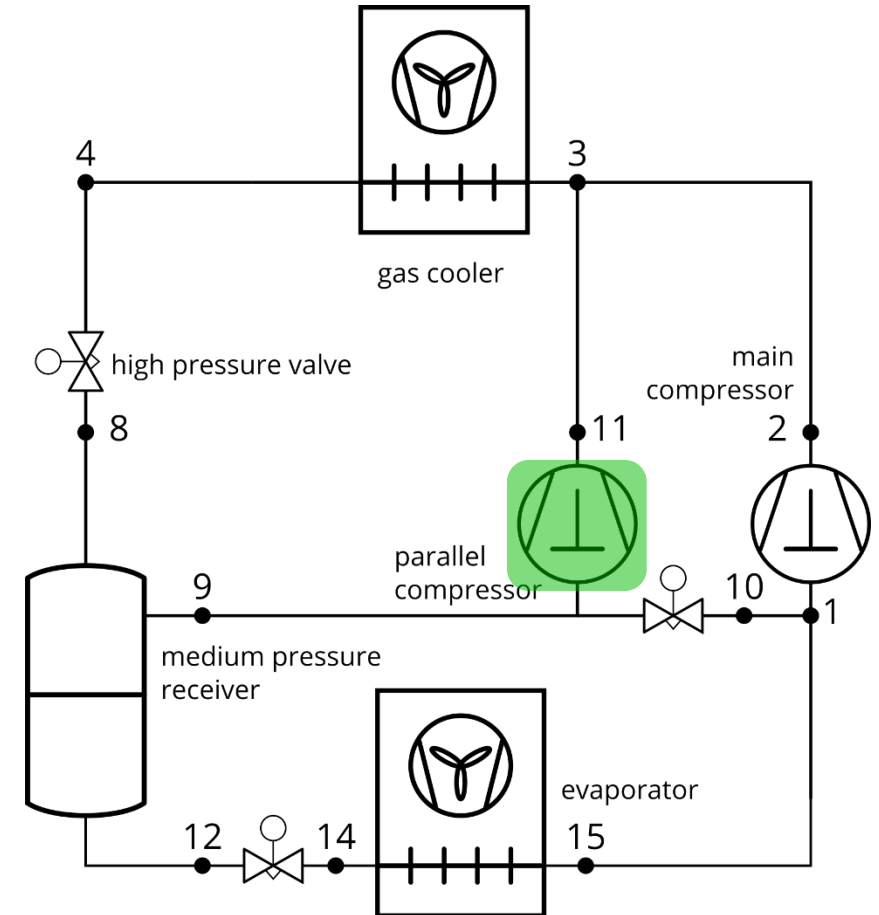 4
3
gas cooler
high pressure valve
main
compressor
8
11
2
parallel
compressor
9
10
1
medium pressure
receiver
evaporator
12
14
15